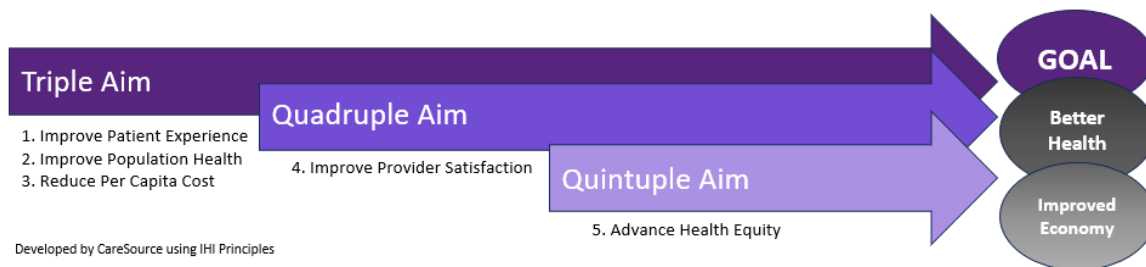 Triple Aim
1. Improve Patient Experience
2. Improve Population Health
3. Reduce Per Capita Cost
Quadruple Aim
4. Improve Provider Satisfaction
Quintuple Aim
5. Advance Health Equity
GOAL
Better
Health
Improved
Economy
Developed by CareSource using IHI Principles